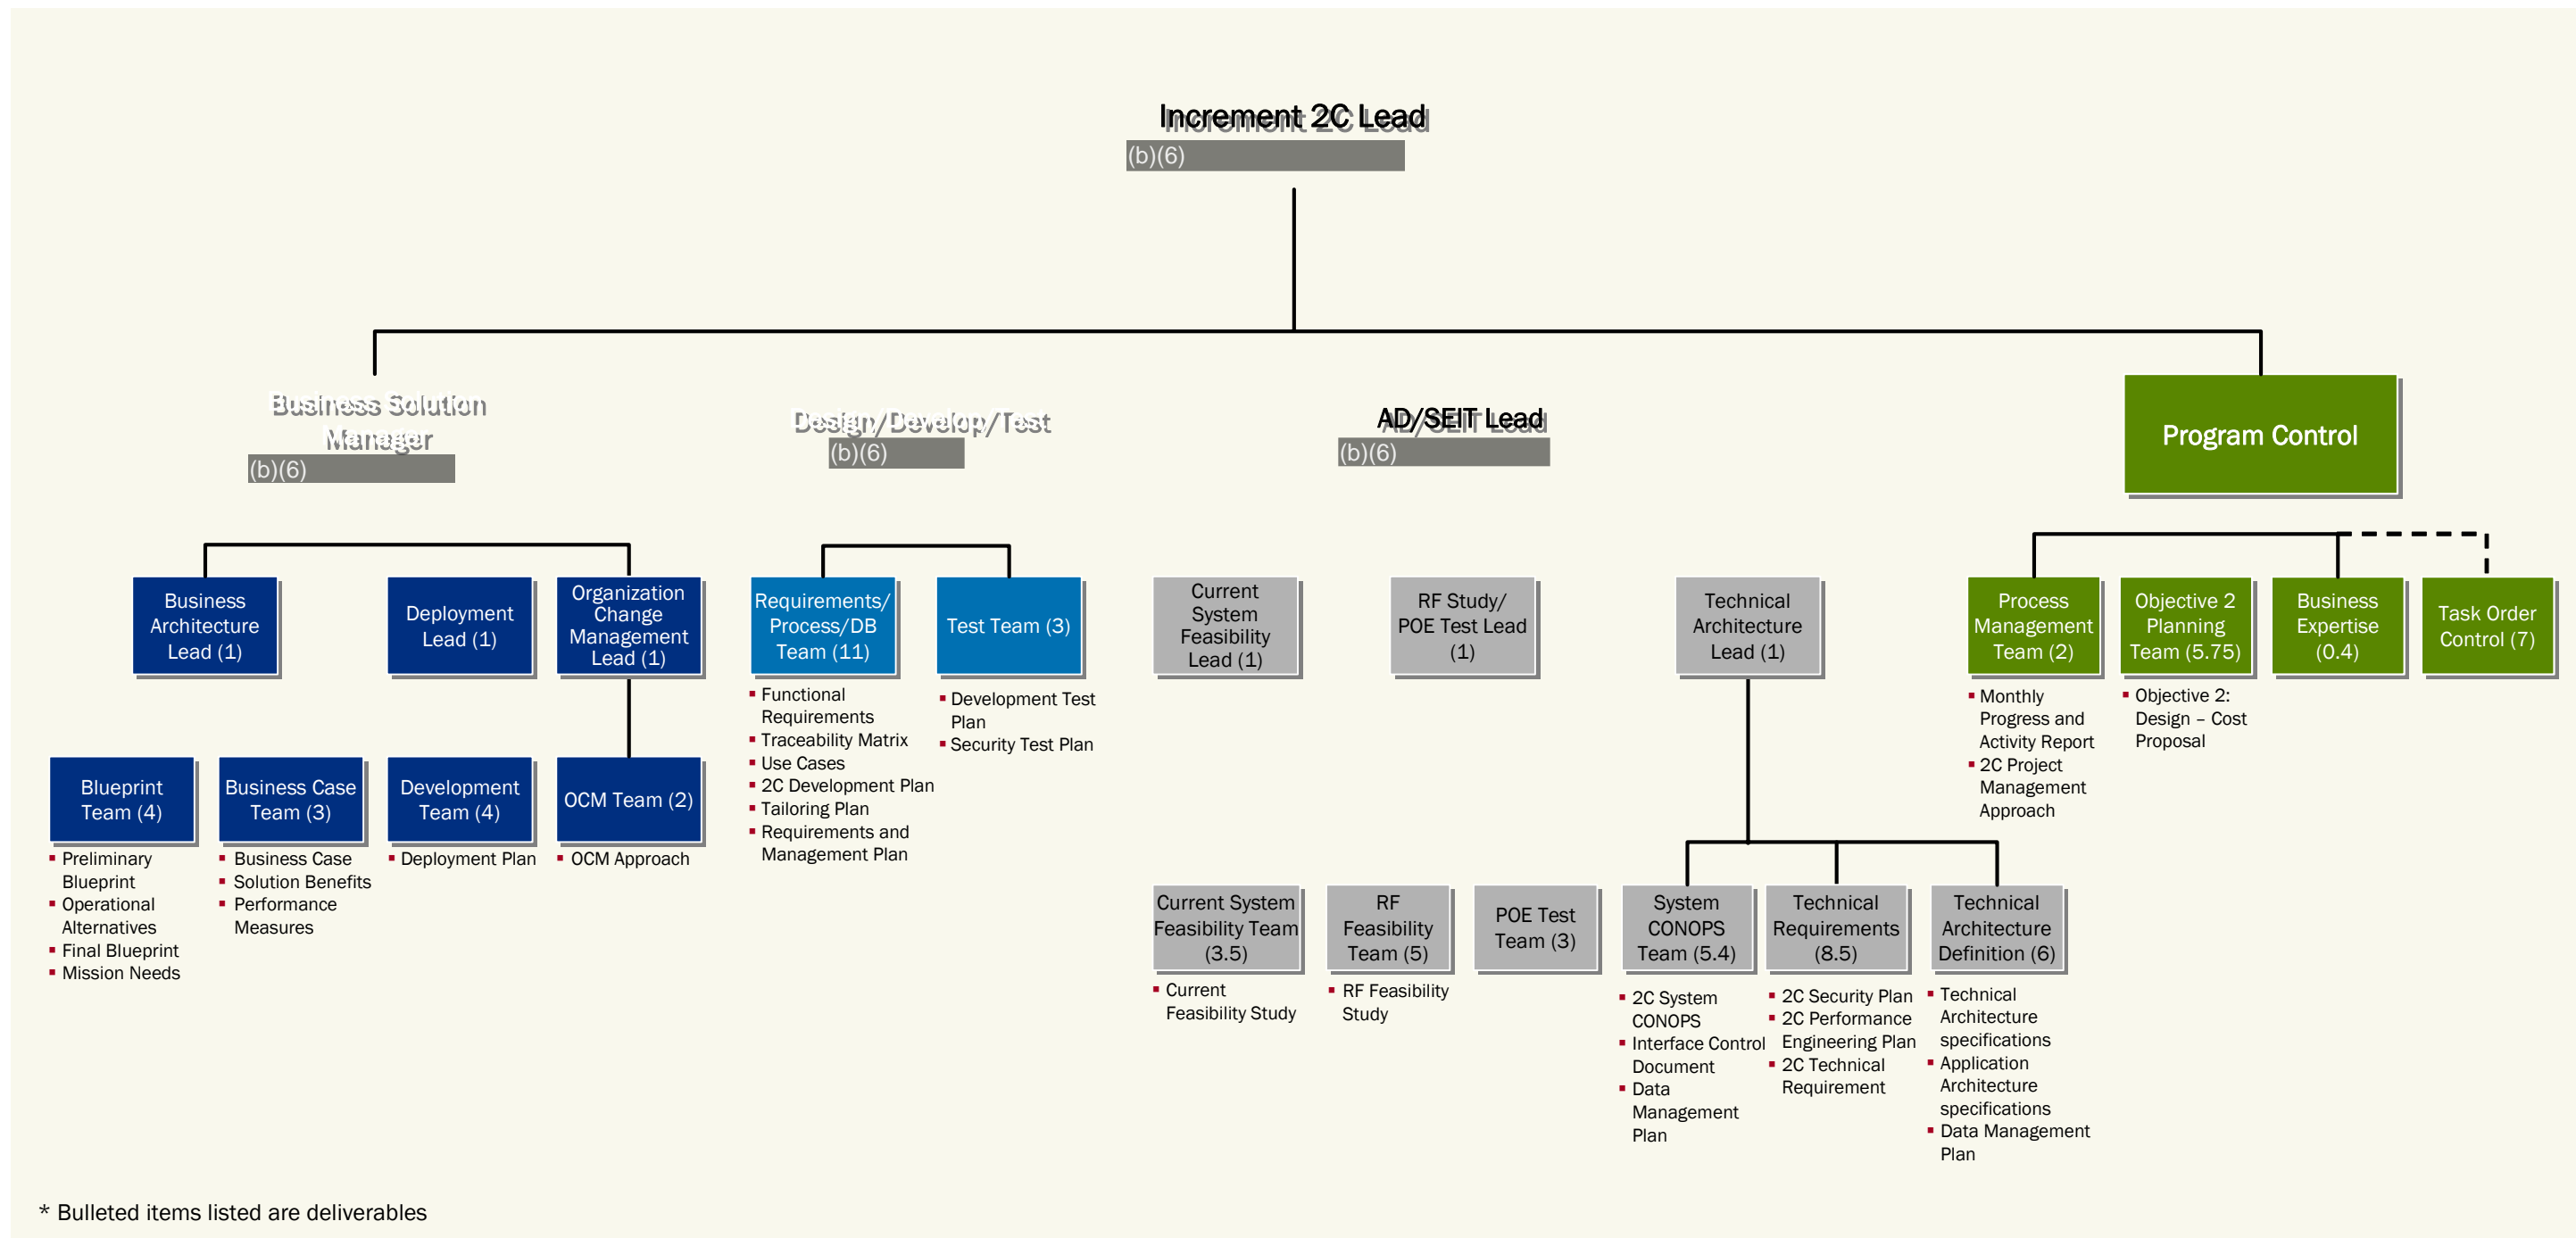 Increment 2C Lead
(b)(6)
Business Solution
Manager
(b)(6)
Design/Develop/Test
(b)(6)
AD/SEIT Lead
(b)(6)
Program Control
Business
Architecture
Lead (1)
Deployment
Lead (1)
Organization
Change
Management
Lead (1)
Requirements/
Process/DB
Team (11)
Test Team (3)
Current
System
Feasibility
Lead (1)
RF Study/
POE Test Lead
(1)
Technical
Architecture
Lead (1)
Process
Management
Team (2)
Objective 2
Planning
Team (5.75)
Business
Expertise
(0.4)
Task Order
Control (7)
▪ Functional
Requirements
▪ Traceability Matrix
▪ Use Cases
▪ 2C Development Plan
▪ Tailoring Plan
▪ Requirements and
Management Plan
▪ Development Test
Plan
▪ Security Test Plan
▪ Monthly
Progress and
Activity Report
▪ 2C Project
Management
Approach
▪ Objective 2:
Design – Cost
Proposal
Blueprint
Team (4)
Business Case
Team (3)
Development
Team (4)
OCM Team (2)
▪ Preliminary
Blueprint
▪ Operational
Alternatives
▪ Final Blueprint
▪ Mission Needs
▪ Business Case
▪ Solution Benefits
▪ Performance
Measures
▪ Deployment Plan
▪ OCM Approach
Current System
Feasibility Team
(3.5)
RF
Feasibility
Team (5)
POE Test
Team (3)
System
CONOPS
Team (5.4)
Technical
Requirements
(8.5)
Technical
Architecture
Definition (6)
▪ Current
Feasibility Study
▪ RF Feasibility
Study
▪ 2C System
CONOPS
▪ Interface Control
Document
▪ Data
Management
Plan
▪ 2C Security Plan
▪ 2C Performance
Engineering Plan
▪ 2C Technical
Requirement
▪ Technical
Architecture
specifications
▪ Application
Architecture
specifications
▪ Data Management
Plan
* Bulleted items listed are deliverables